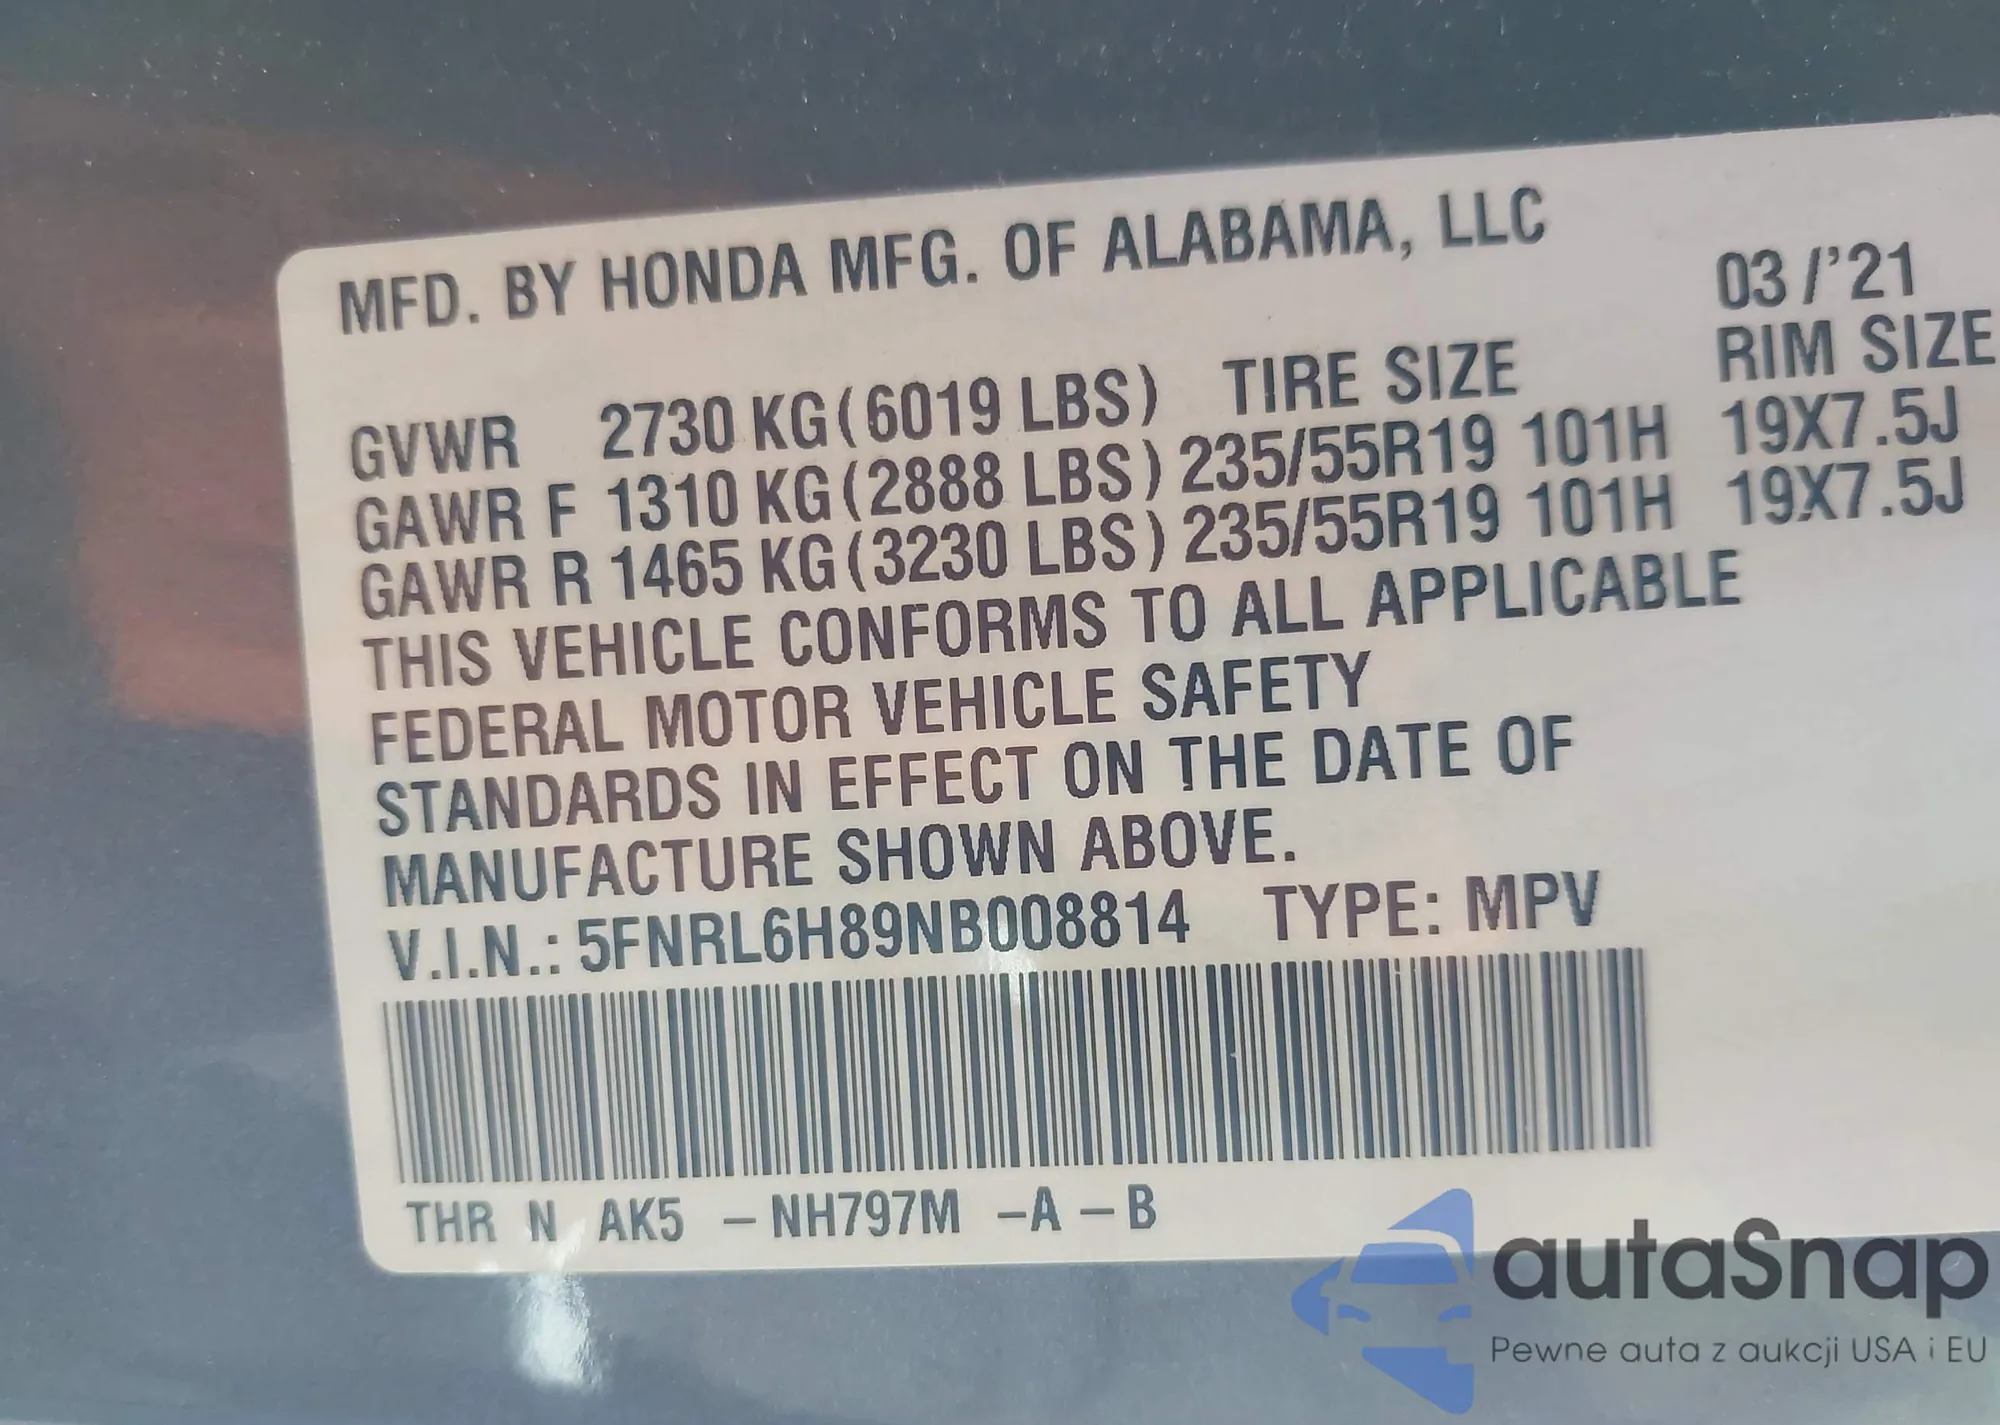 MFD. BY HONDA MFG. OF ALABAMA, LLC
03/'21
GVWR 2730 KG(6019 LBS) TIRE SIZE RIM SIZE
GAWR F 1310 KG(2888 LBS) 235/55R19 101H 19X7.5J
GAWR R 1465 KG(3230 LBS) 235/55R19 101H 19X7.5J
THIS VEHICLE CONFORMS TO ALL APPLICABLE
FEDERAL MOTOR VEHICLE SAFETY
STANDARDS IN EFFECT ON THE DATE OF
MANUFACTURE SHOWN ABOVE.
V.I.N.: 5FNRL6H89NB008814 TYPE: MPV
THR N AK5 – NH797M –A – B
autaSnap
Pewne auta z aukcji USA i EU